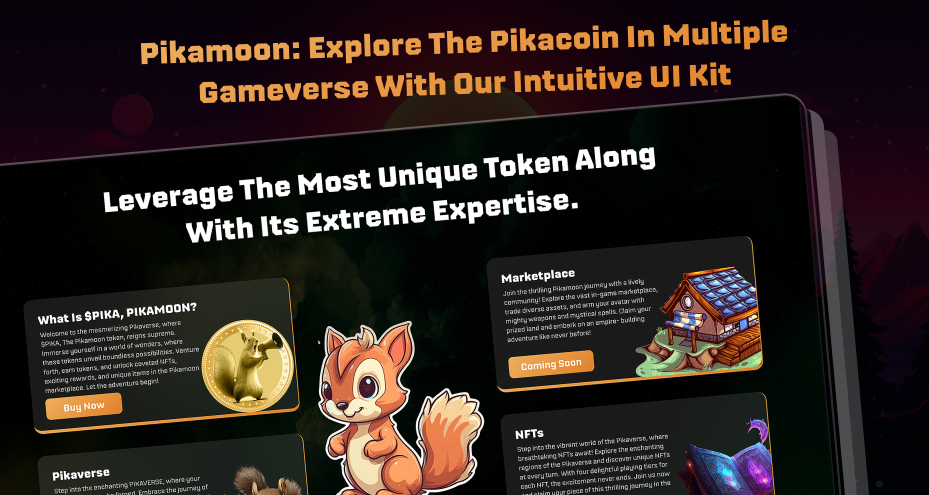 Pikamoon: Explore The Pikacoin In Multiple
Gameverse With Our Intuitive UI Kit
Leverage The Most Unique Token Along
With Its Extreme Expertise.
What Is $PIKA, PIKAMOON?
Welcome to the mesmerizing Pikaverse, where
$PIKA, The Pikamoon token, reigns supreme.
Immerse yourself in a world of wonders, where
these tokens unveil boundless possibilities. Venture
forth, earn tokens, and unlock coveted NFTs,
exciting rewards, and unique items in the Pikamoon
marketplace. Let the adventure begin!
Buy Now
Marketplace
Join the thrilling Pikamoon journey with a lively
community! Explore the vast in-game marketplace,
trade diverse assets, and arm your avatar with
mighty weapons and mystical spells. Claim your
prized land and embark on an empire- building
adventure like never before!
Coming Soon
Pikaverse
Step into the enchanting PIKAVERSE, where your
be forged. Embrace the journey of
NFTs
Step into the vibrant world of the Pikaverse, where
breathtaking NFTs await! Explore the enchanting
regions of the Pikaverse and discover unique NFTs
at every turn. With four delightful playing tiers for
each NFT, the excitement never ends. Join us now
and claim your piece of this thrilling journey in the